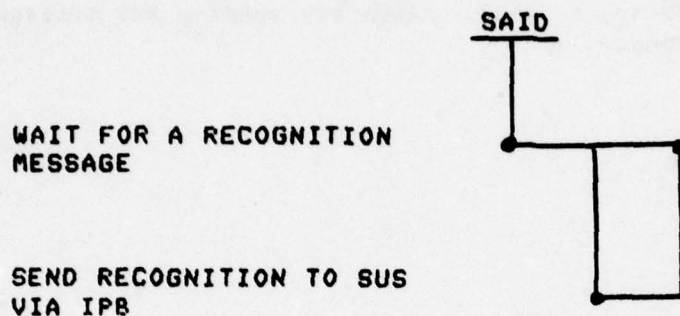 SAID
WAIT FOR A RECOGNITION
MESSAGE
SEND RECOGNITION TO SUS
VIA IPB